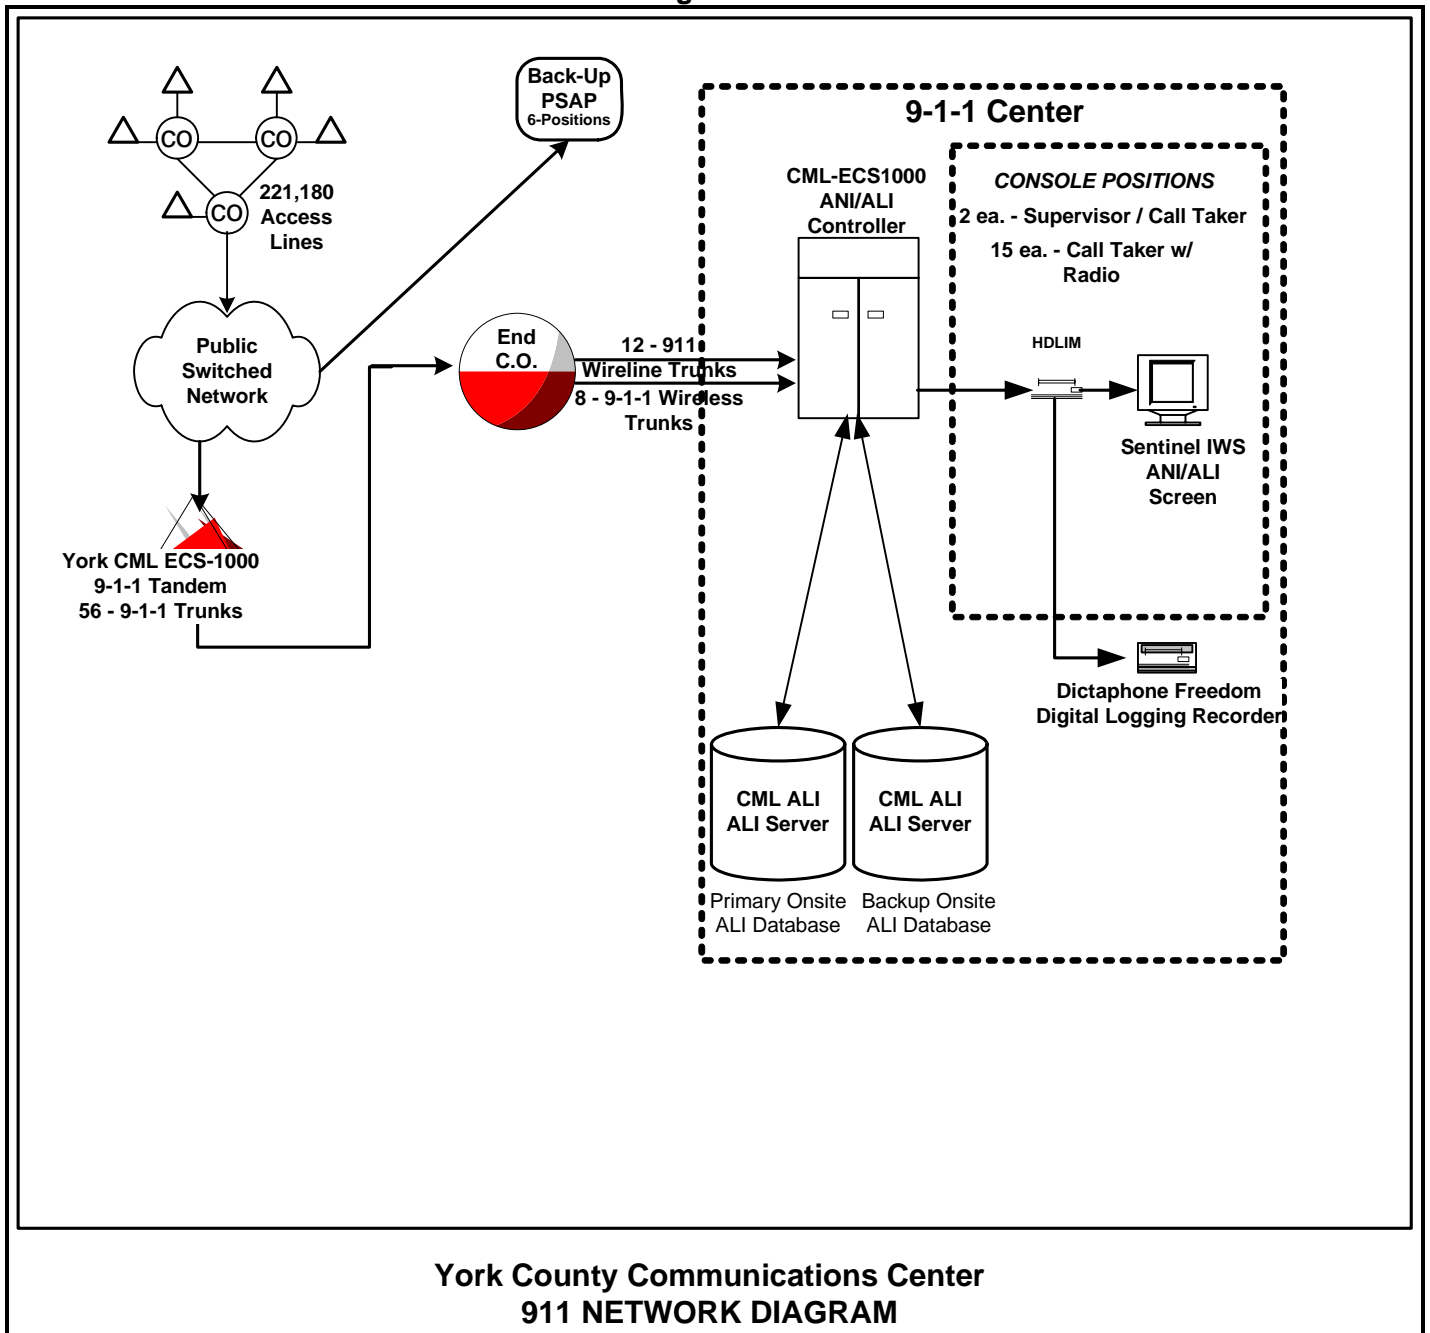 Back-Up
PSAP
6-Positions
9-1-1 Center
CO
CO
CO
221,180
Access
Lines
CML-ECS1000
ANI/ALI
Controller
CONSOLE POSITIONS
2 ea. - Supervisor / Call Taker
15 ea. - Call Taker w/
Radio
Public
Switched
Network
End
C.O.
12 - 911
Wireline Trunks
8 - 9-1-1 Wireless
Trunks
HDLIM
Sentinel IWS
ANI/ALI
Screen
York CML ECS-1000
9-1-1 Tandem
56 - 9-1-1 Trunks
Dictaphone Freedom
Digital Logging Recorder
CML ALI
ALI Server
CML ALI
ALI Server
Primary Onsite
ALI Database
Backup Onsite
ALI Database
York County Communications Center
911 NETWORK DIAGRAM